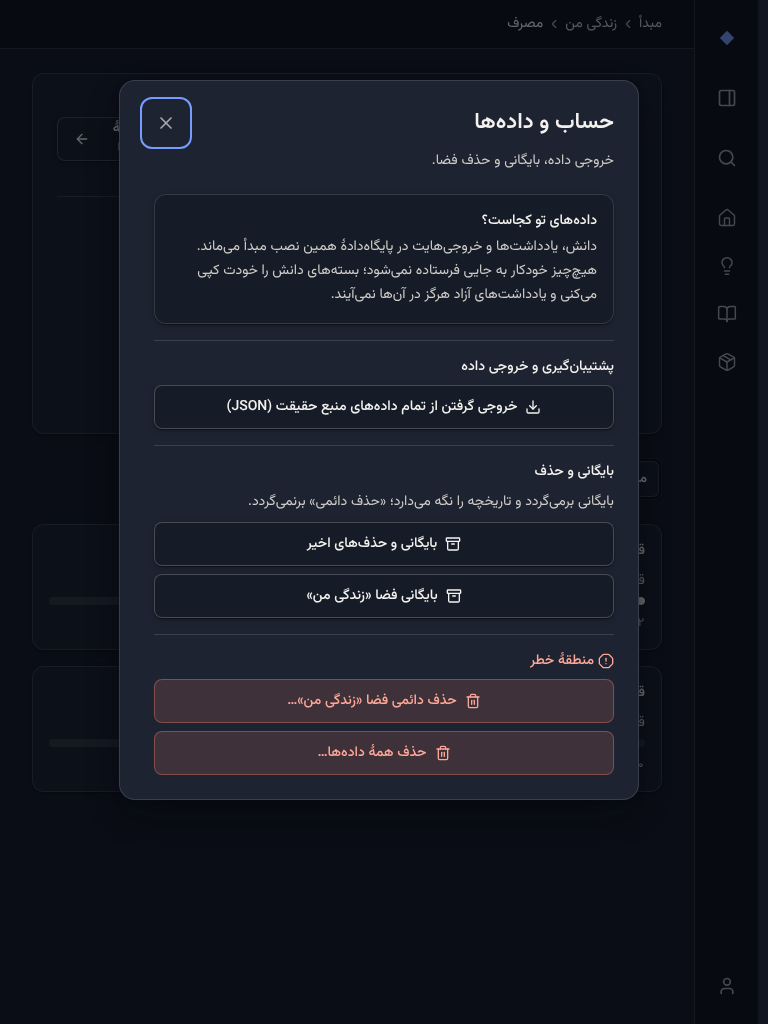 مبدأ › زندگی من › مصرف
حساب و داده‌ها
خروجی داده، بایگانی و حذف فضا.
داده‌های تو کجاست؟
دانش، یادداشت‌ها و خروجی‌هایت در پایگاه‌دادهٔ همین نصب مبدأ می‌ماند.
هیچ‌چیز خودکار به جایی فرستاده نمی‌شود؛ بسته‌های دانش را خودت کپی
می‌کنی و یادداشت‌های آزاد هرگز در آن‌ها نمی‌آیند.
پشتیبان‌گیری و خروجی داده
خروجی گرفتن از تمام داده‌های منبع حقیقت (JSON)
بایگانی و حذف
بایگانی برمی‌گردد و تاریخچه را نگه می‌دارد؛ «حذف دائمی» برنمی‌گردد.
بایگانی و حذف‌های اخیر
بایگانی فضا «زندگی من»
منطقهٔ خطر
حذف دائمی فضا «زندگی من»…
حذف همهٔ داده‌ها…